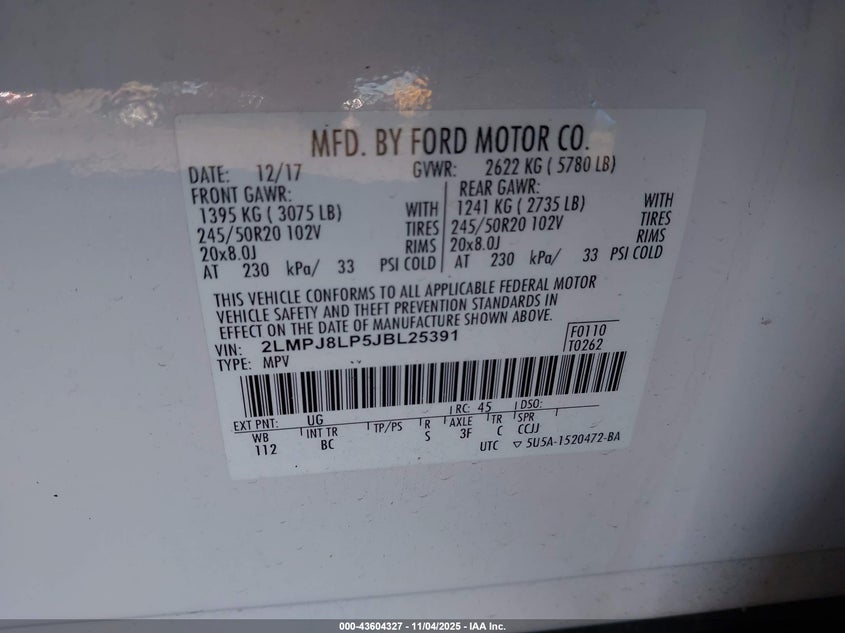 MFD. BY FORD MOTOR CO.
DATE: 12/17 GVWR: 2622 KG ( 5780 LB)
FRONT GAWR: REAR GAWR:
1395 KG ( 3075 LB) WITH 1241 KG ( 2735 LB) WITH
245/50R20 102V TIRES 245/50R20 102V TIRES
20x8.0J RIMS 20x8.0J RIMS
AT 230 kPa/ 33 PSI COLD AT 230 kPa/ 33 PSI COLD
THIS VEHICLE CONFORMS TO ALL APPLICABLE FEDERAL MOTOR
VEHICLE SAFETY AND THEFT PREVENTION STANDARDS IN
EFFECT ON THE DATE OF MANUFACTURE SHOWN ABOVE.
VIN: 2LMPJ8LP5JBL25391 F0110
TYPE: MPV T0262
EXT PNT: UG RC: 45 DSO:
WB INT TR TP/PS R AXLE TR SPR
112 BC S 3F C CCJJ
UTC ▽ 5U5A-1520472-BA
000-43604327 - 11/04/2025 - IAA Inc.